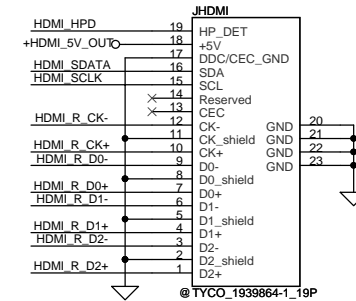 JHDMI
HDMI_HPD 19 HP_DET
+HDMI_5V_OUT 18 +5V
17 DDC/CEC_GND
HDMI_SDATA 16 SDA
HDMI_SCLK 15 SCL
14 Reserved
13 CEC
HDMI_R_CK- 12 CK- GND 20
11 CK_shield GND 21
HDMI_R_CK+ 10 CK+ GND 22
HDMI_R_D0- 9 D0- GND 23
8 D0_shield
HDMI_R_D0+ 7 D0+
HDMI_R_D1- 6 D1-
5 D1_shield
HDMI_R_D1+ 4 D1+
HDMI_R_D2- 3 D2-
2 D2_shield
HDMI_R_D2+ 1 D2+
@TYCO_1939864-1_19P